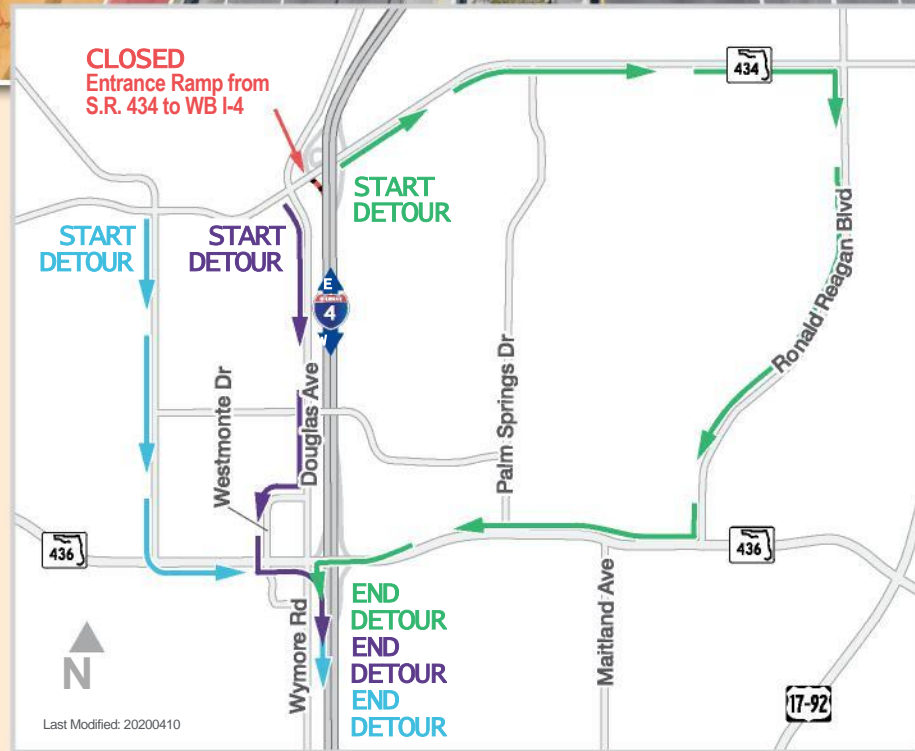 CLOSED
Entrance Ramp from
S.R. 434 to WB I-4
434
START
DETOUR
START
DETOUR
START
DETOUR
E
4
Ronald Reagan Blvd
Westmonte Dr
Douglas Ave
Palm Springs Dr
436
436
END
DETOUR
END
DETOUR
END
DETOUR
Wymore Rd
Maitland Ave
N
17-92
Last Modified: 20200410